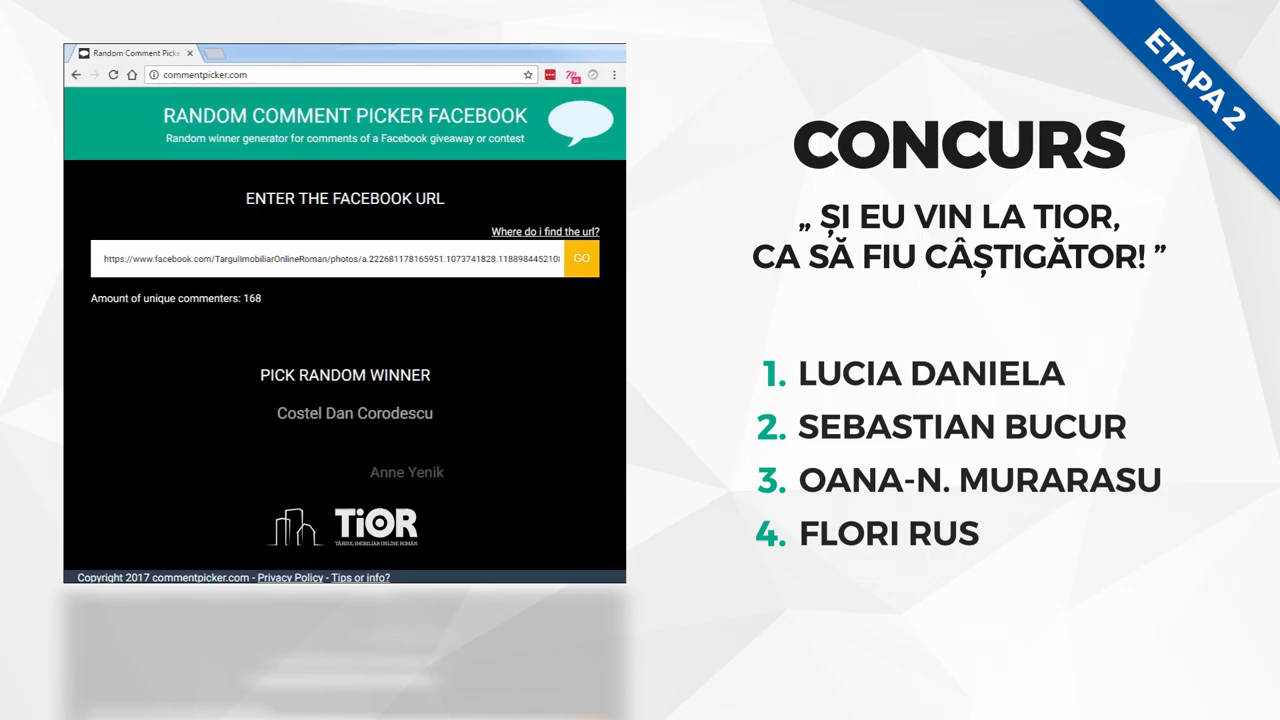 Random Comment Picke
commentpicker.com
RANDOM COMMENT PICKER FACEBOOK
Random winner generator for comments of a Facebook giveaway or contest
ENTER THE FACEBOOK URL
Where do i find the url?
https://www.facebook.com/TargulImobiliarOnlineRoman/photos/a.222681178165951.1073741828.118898445210
GO
Amount of unique commenters: 168
PICK RANDOM WINNER
Costel Dan Corodescu
Anne Yenik
TiOR
TÂRGUL IMOBILIAR ONLINE ROMÂN
Copyright 2017 commentpicker.com - Privacy Policy - Tips or info?
ETAPA 2
CONCURS
„ ȘI EU VIN LA TIOR,
CA SĂ FIU CÂȘTIGĂTOR! ”
1. LUCIA DANIELA
2. SEBASTIAN BUCUR
3. OANA-N. MURARASU
4. FLORI RUS